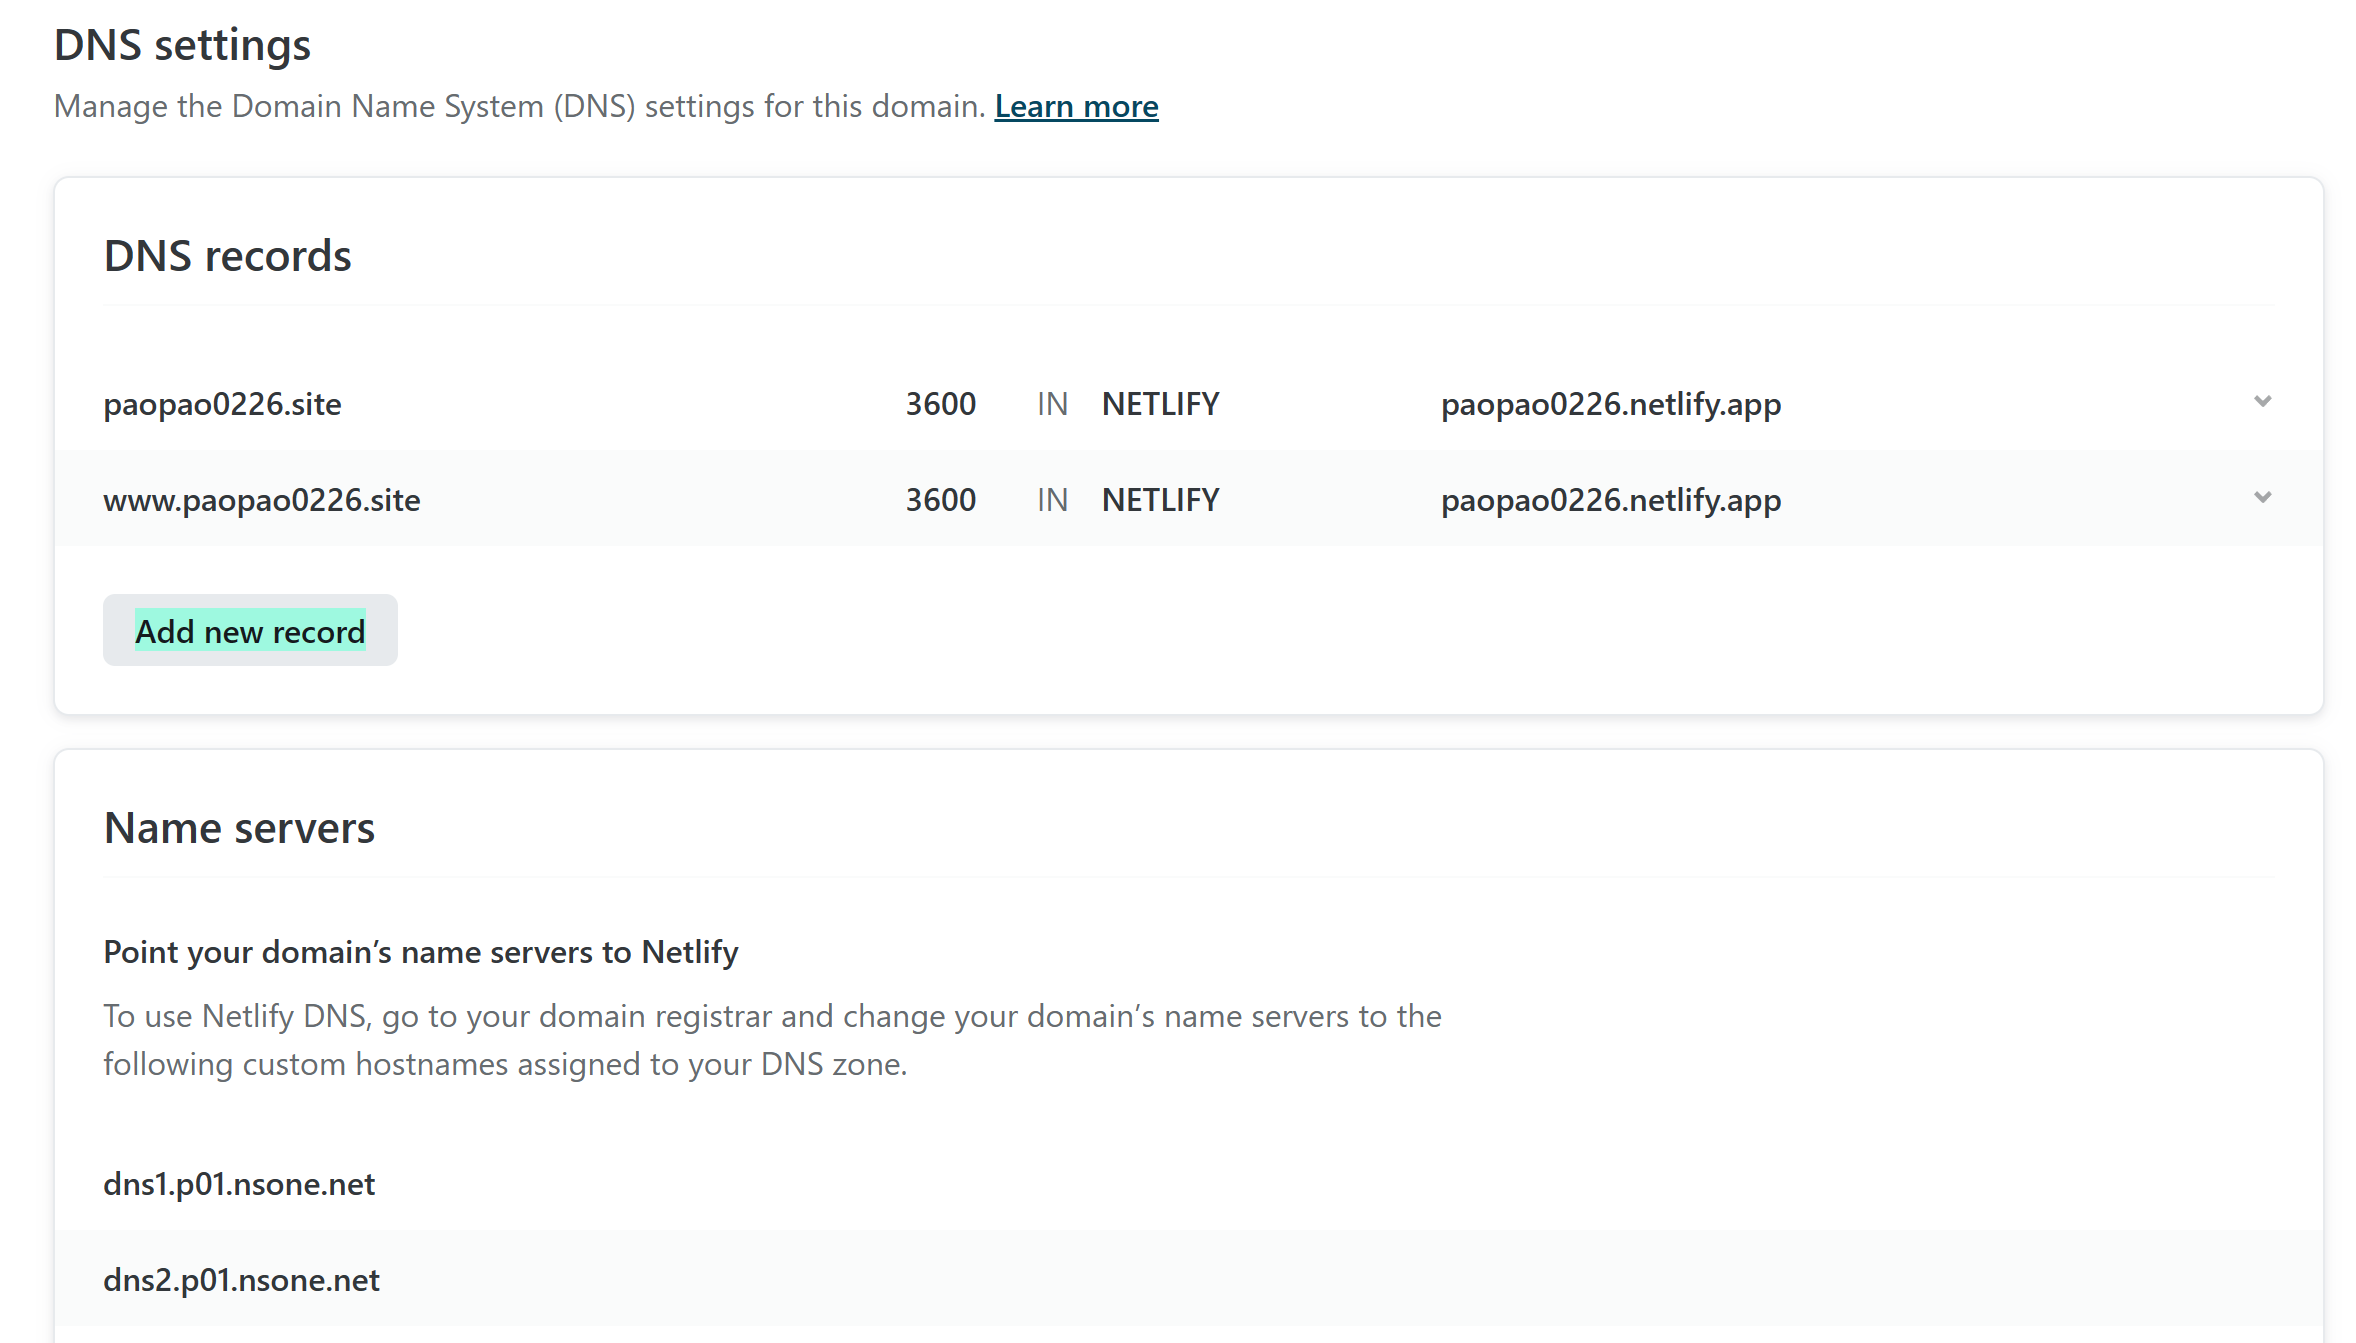 DNS settings
Manage the Domain Name System (DNS) settings for this domain. Learn more
DNS records
paopao0226.site 3600 IN NETLIFY paopao0226.netlify.app
www.paopao0226.site 3600 IN NETLIFY paopao0226.netlify.app
Add new record
Name servers
Point your domain’s name servers to Netlify
To use Netlify DNS, go to your domain registrar and change your domain’s name servers to the
following custom hostnames assigned to your DNS zone.
dns1.p01.nsone.net
dns2.p01.nsone.net